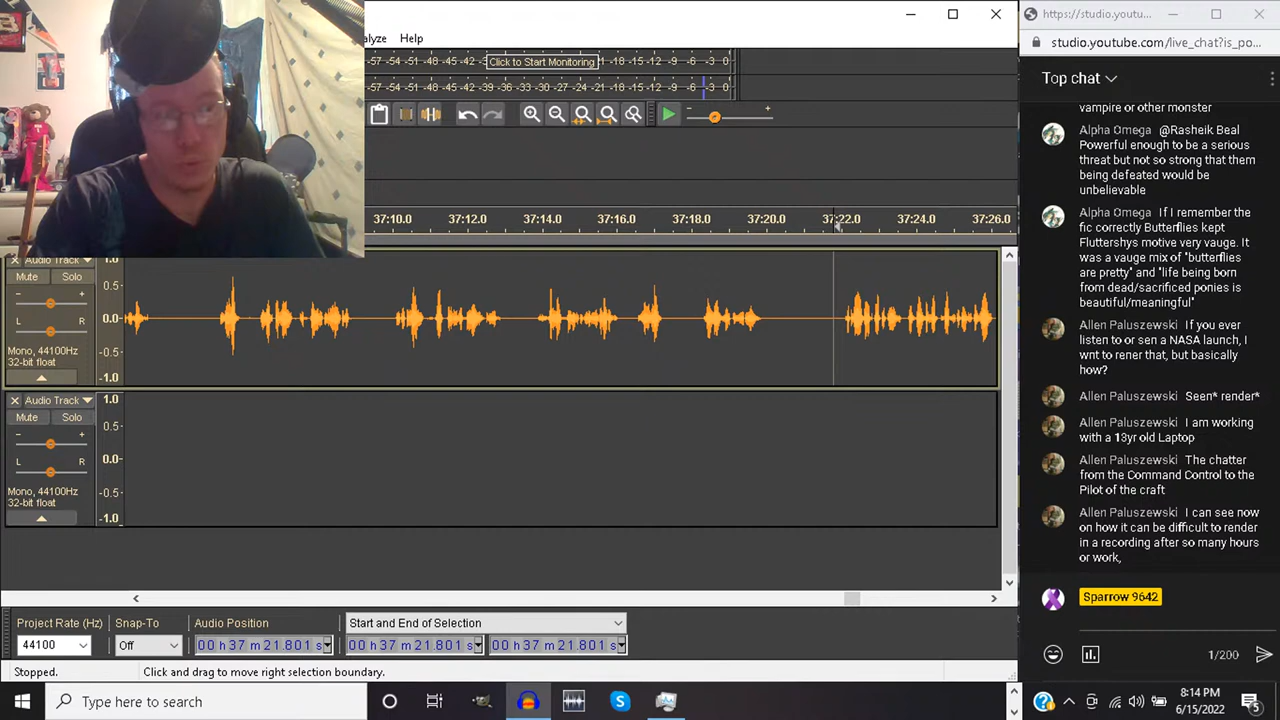 https://studio.youtu...
studio.youtube.com/live_chat?is_po...
alyze Help
-57 -54 -51 -48 -45 -42 Click to Start Monitoring -18 -15 -12 -9 -6 -3 0
-57 -54 -51 -48 -45 -42 -39 -36 -33 -30 -27 -24 -21 -18 -15 -12 -9 -6 -3 0
- +
37:10.0 37:12.0 37:14.0 37:16.0 37:18.0 37:20.0 37:22.0 37:24.0 37:26.0
Audio Track
1.0
Mute Solo
0.5
- +
L R
0.0
Mono, 44100Hz
32-bit float
-0.5
-1.0
Audio Track
1.0
Mute Solo
0.5
- +
L R
0.0
Mono, 44100Hz
32-bit float
-0.5
-1.0
Project Rate (Hz) Snap-To Audio Position Start and End of Selection
44100 Off 00 h 37 m 21.801 s 00 h 37 m 21.801 s 00 h 37 m 21.801 s
Stopped. Click and drag to move right selection boundary.
Top chat
vampire or other monster
Alpha Omega @Rasheik Beal
Powerful enough to be a serious
threat but not so strong that them
being defeated would be
unbelievable
Alpha Omega If I remember the
fic correctly Butterflies kept
Fluttershys motive very vauge. It
was a vauge mix of "butterflies
are pretty" and "life being born
from dead/sacrificed ponies is
beautiful/meaningful"
Allen Paluszewski If you ever
listen to or sen a NASA launch, I
wnt to rener that, but basically
how?
Allen Paluszewski Seen* render*
Allen Paluszewski I am working
with a 13yr old Laptop
Allen Paluszewski The chatter
from the Command Control to the
Pilot of the craft
Allen Paluszewski I can see now
on how it can be difficult to render
in a recording after so many hours
or work,
Sparrow 9642
1/200
Type here to search
8:14 PM
6/15/2022
5